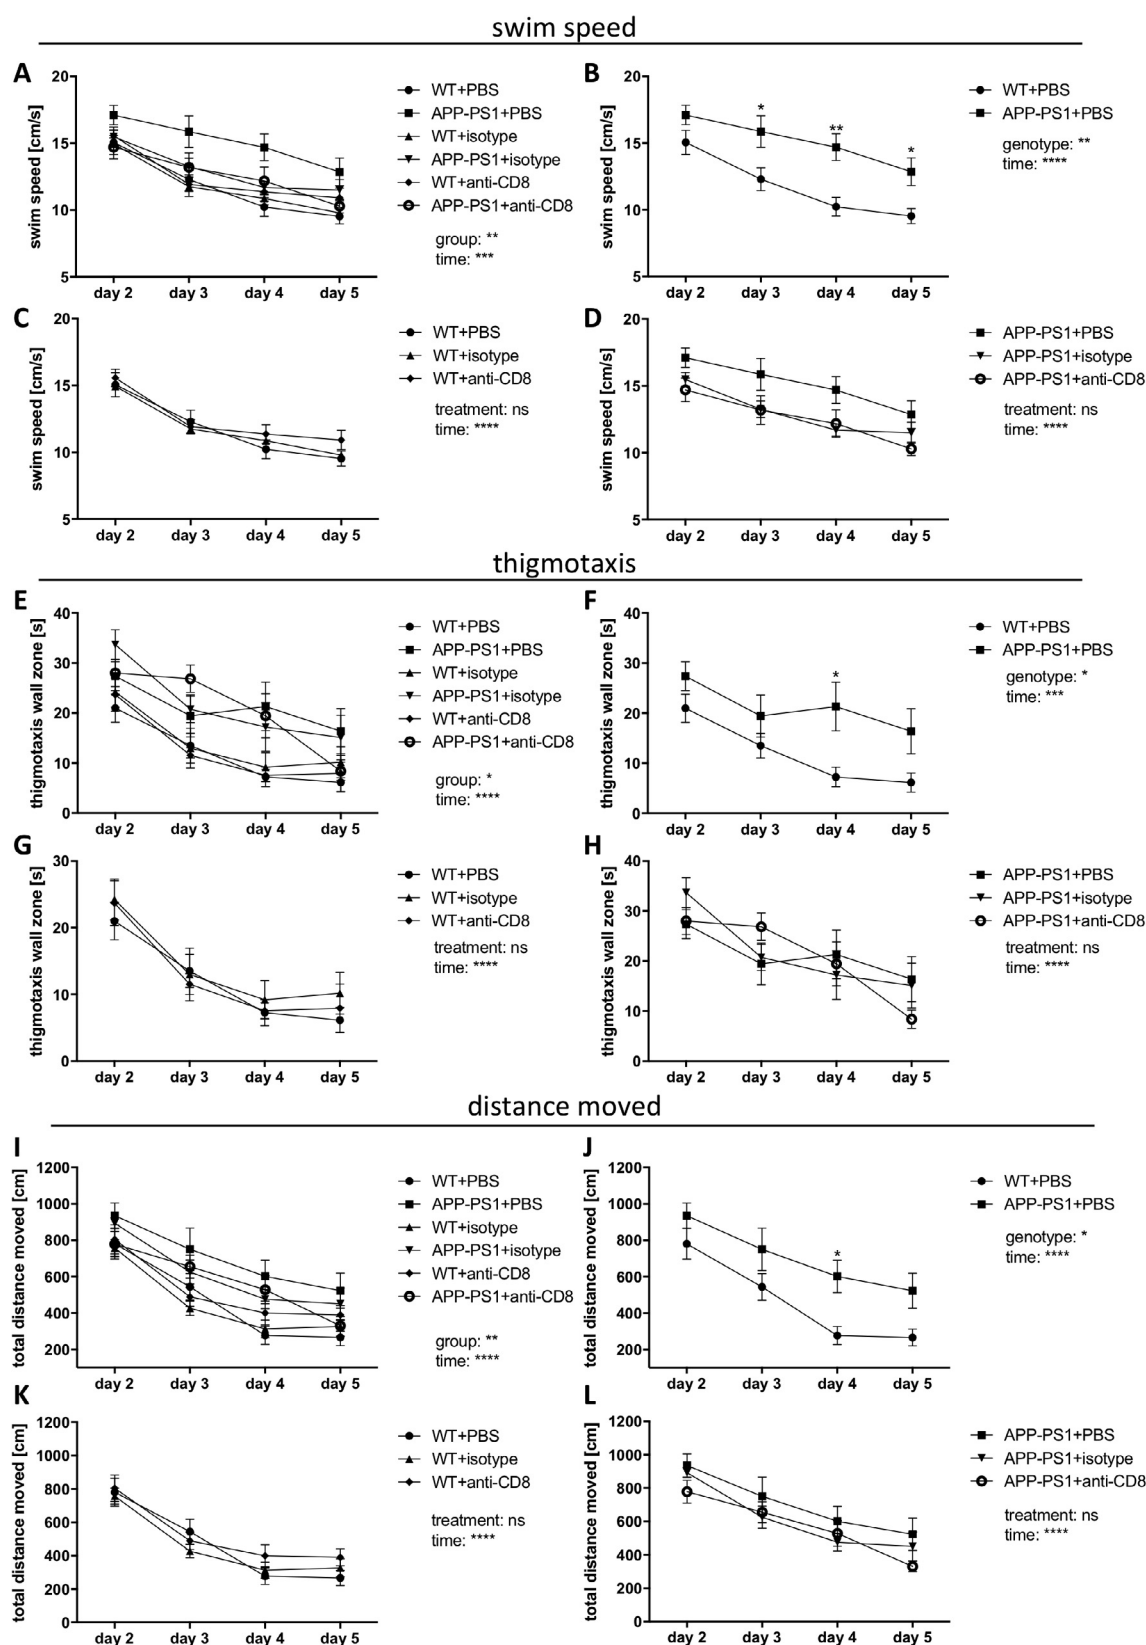 swim speed
A
20
15
10
5
swim speed [cm/s]
day 2 day 3 day 4 day 5
WT+PBS
APP-PS1+PBS
WT+isotype
APP-PS1+isotype
WT+anti-CD8
APP-PS1+anti-CD8
group: **
time: ***
B
20
15
10
5
swim speed [cm/s]
* ** *
day 2 day 3 day 4 day 5
WT+PBS
APP-PS1+PBS
genotype: **
time: ****
C
20
15
10
5
swim speed [cm/s]
day 2 day 3 day 4 day 5
WT+PBS
WT+isotype
WT+anti-CD8
treatment: ns
time: ****
D
20
15
10
5
swim speed [cm/s]
day 2 day 3 day 4 day 5
APP-PS1+PBS
APP-PS1+isotype
APP-PS1+anti-CD8
treatment: ns
time: ****
thigmotaxis
E
40
30
20
10
0
thigmotaxis wall zone [s]
day 2 day 3 day 4 day 5
WT+PBS
APP-PS1+PBS
WT+isotype
APP-PS1+isotype
WT+anti-CD8
APP-PS1+anti-CD8
group: *
time: ****
F
40
30
20
10
0
thigmotaxis wall zone [s]
*
day 2 day 3 day 4 day 5
WT+PBS
APP-PS1+PBS
genotype: *
time: ***
G
30
20
10
0
thigmotaxis wall zone [s]
day 2 day 3 day 4 day 5
WT+PBS
WT+isotype
WT+anti-CD8
treatment: ns
time: ****
H
40
30
20
10
0
thigmotaxis wall zone [s]
day 2 day 3 day 4 day 5
APP-PS1+PBS
APP-PS1+isotype
APP-PS1+anti-CD8
treatment: ns
time: ****
distance moved
I
1200
1000
800
600
400
200
total distance moved [cm]
day 2 day 3 day 4 day 5
WT+PBS
APP-PS1+PBS
WT+isotype
APP-PS1+isotype
WT+anti-CD8
APP-PS1+anti-CD8
group: **
time: ****
J
1200
1000
800
600
400
200
total distance moved [cm]
*
day 2 day 3 day 4 day 5
WT+PBS
APP-PS1+PBS
genotype: *
time: ****
K
1200
1000
800
600
400
200
0
total distance moved [cm]
day 2 day 3 day 4 day 5
WT+PBS
WT+isotype
WT+anti-CD8
treatment: ns
time: ****
L
1200
1000
800
600
400
200
0
total distance moved [cm]
day 2 day 3 day 4 day 5
APP-PS1+PBS
APP-PS1+isotype
APP-PS1+anti-CD8
treatment: ns
time: ****